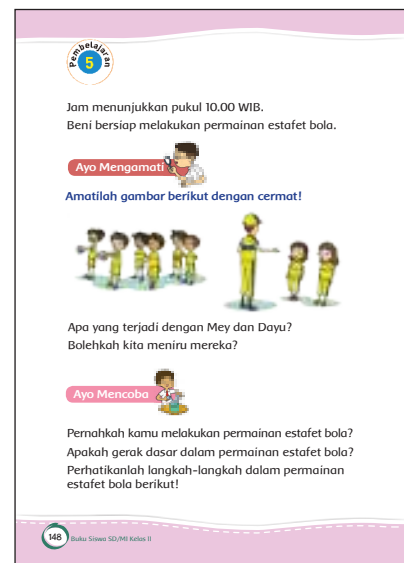 Pembelajaran
5
Jam menunjukkan pukul 10.00 WIB.
Beni bersiap melakukan permainan estafet bola.
Ayo Mengamati
Amatilah gambar berikut dengan cermat!
Apa yang terjadi dengan Mey dan Dayu?
Bolehkah kita meniru mereka?
Ayo Mencoba
Pernahkah kamu melakukan permainan estafet bola?
Apakah gerak dasar dalam permainan estafet bola?
Perhatikanlah langkah-langkah dalam permainan
estafet bola berikut!
148
Buku Siswa SD/MI Kelas II